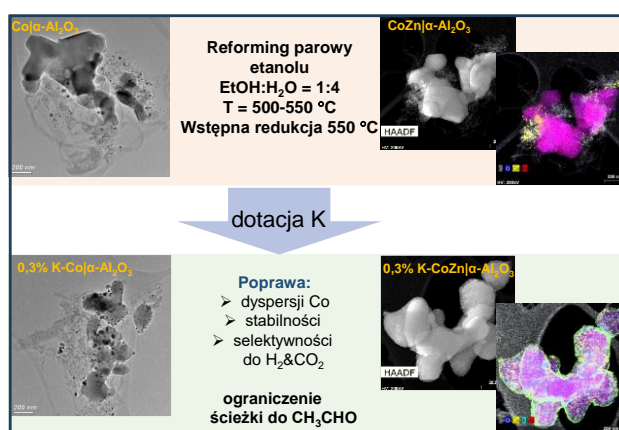 Co|α-Al₂O₃
CoZn|α-Al₂O₃
Reforming parowy
etanolu
EtOH:H₂O = 1:4
T = 500-550 °C
Wstępna redukcja 550 °C
HAADF
200 nm
dotacja K
0,3% K-Co|α-Al₂O₃
0,3% K-CoZn|α-Al₂O₃
Poprawa:
➢ dyspersji Co
➢ stabilności
➢ selektywności
do H₂&CO₂
HAADF
ograniczenie
ścieżki do CH₃CHO
200 nm